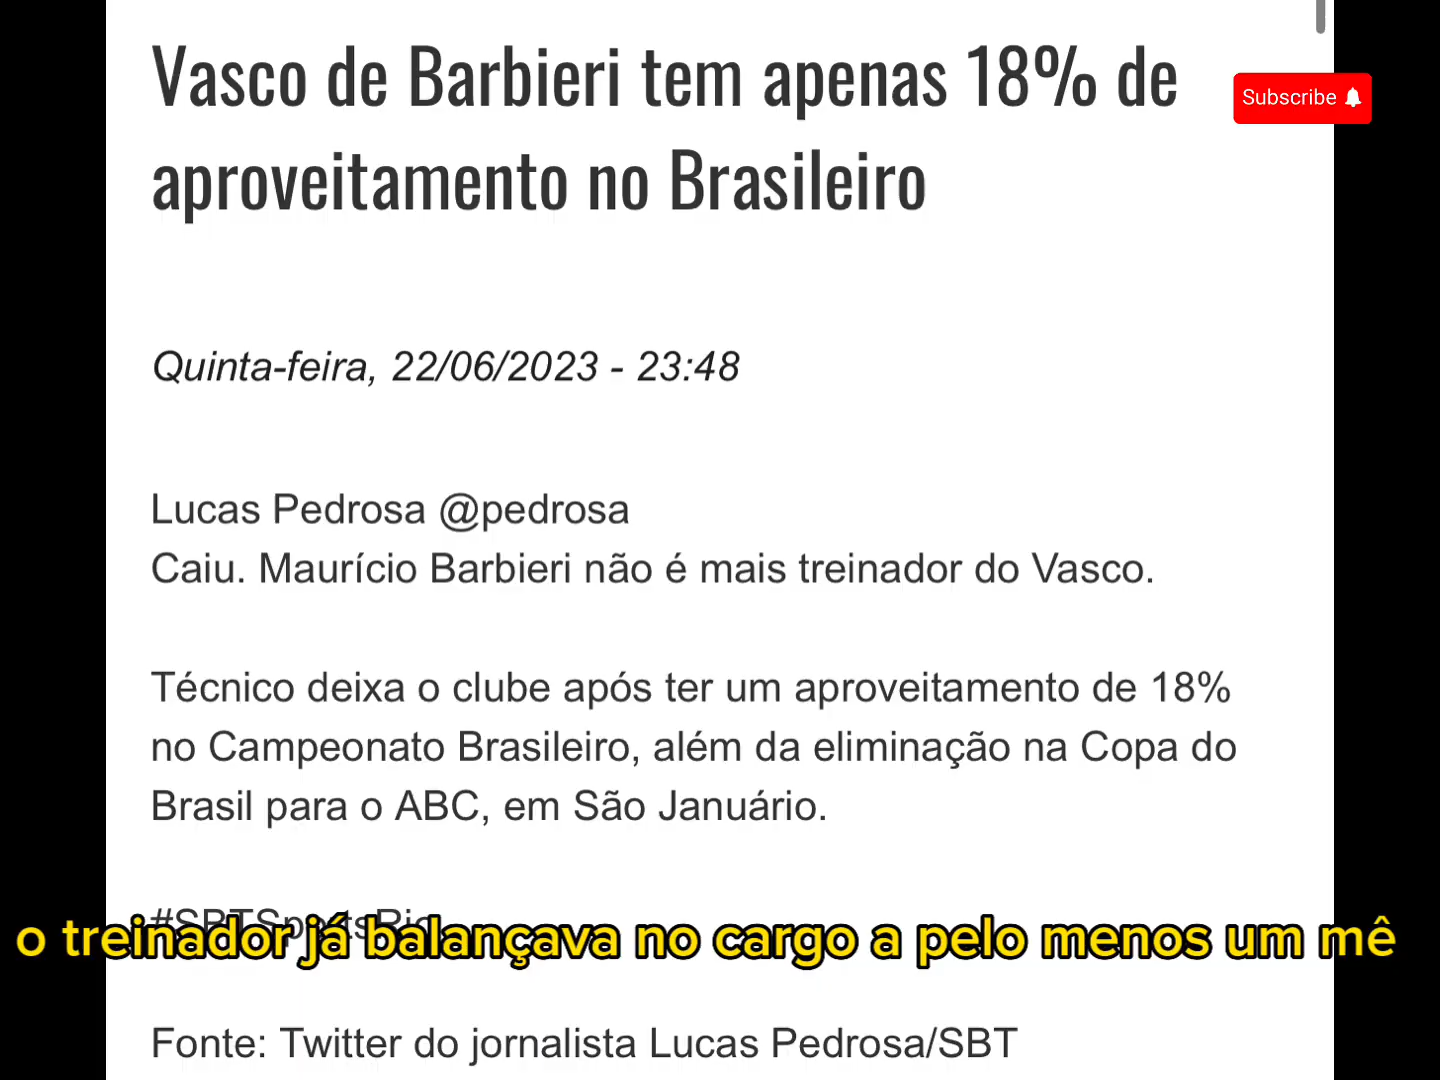 Vasco de Barbieri tem apenas 18% de
aproveitamento no Brasileiro
Subscribe
Quinta-feira, 22/06/2023 - 23:48
Lucas Pedrosa @pedrosa
Caiu. Maurício Barbieri não é mais treinador do Vasco.
Técnico deixa o clube após ter um aproveitamento de 18%
no Campeonato Brasileiro, além da eliminação na Copa do
Brasil para o ABC, em São Januário.
#SBTSportsRio
o treinador já balançava no cargo a pelo menos um mê
Fonte: Twitter do jornalista Lucas Pedrosa/SBT